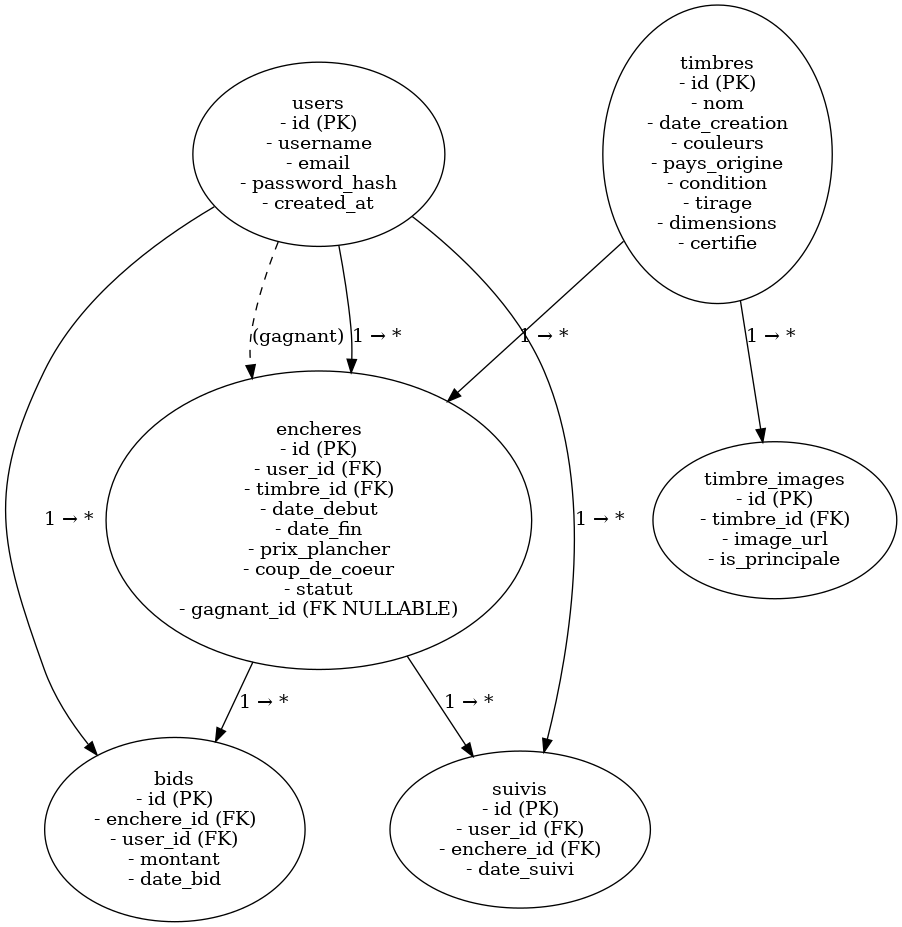 timbres
- id (PK)
- nom
- date_creation
- couleurs
- pays_origine
- condition
- tirage
- dimensions
- certifie
users
- id (PK)
- username
- email
- password_hash
- created_at
(gagnant)
1 → *
1 → *
1 → *
encheres
- id (PK)
- user_id (FK)
- timbre_id (FK)
- date_debut
- date_fin
- prix_plancher
- coup_de_coeur
- statut
- gagnant_id (FK NULLABLE)
timbre_images
- id (PK)
- timbre_id (FK)
- image_url
- is_principale
1 → *
1 → *
1 → *
1 → *
bids
- id (PK)
- enchere_id (FK)
- user_id (FK)
- montant
- date_bid
suivis
- id (PK)
- user_id (FK)
- enchere_id (FK)
- date_suivi